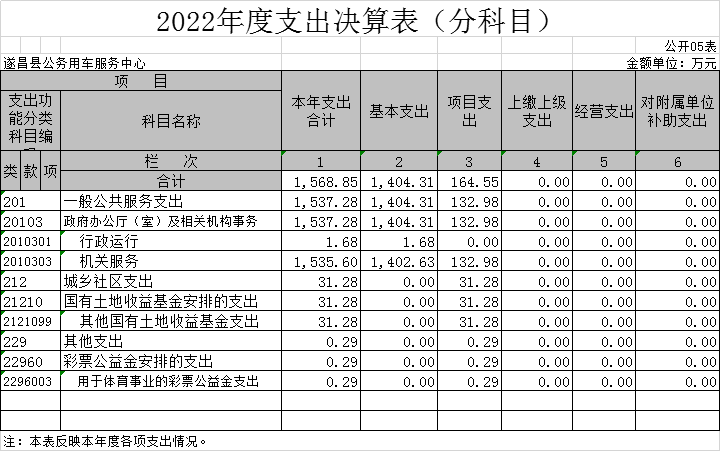 2022年度支出决算表（分科目）
公开05表
遂昌县公务用车服务中心 金额单位：万元
项 目 本年支出合计 基本支出 项目支出 上缴上级支出 经营支出 对附属单位补助支出
支出功能分类科目编 科目名称
类 款 项 栏 次 1 2 3 4 5 6
合计 1,568.85 1,404.31 164.55 0.00 0.00 0.00
201 一般公共服务支出 1,537.28 1,404.31 132.98 0.00 0.00 0.00
20103 政府办公厅（室）及相关机构事务 1,537.28 1,404.31 132.98 0.00 0.00 0.00
2010301 行政运行 1.68 1.68 0.00 0.00 0.00 0.00
2010303 机关服务 1,535.60 1,402.63 132.98 0.00 0.00 0.00
212 城乡社区支出 31.28 0.00 31.28 0.00 0.00 0.00
21210 国有土地收益基金安排的支出 31.28 0.00 31.28 0.00 0.00 0.00
2121099 其他国有土地收益基金支出 31.28 0.00 31.28 0.00 0.00 0.00
229 其他支出 0.29 0.00 0.29 0.00 0.00 0.00
22960 彩票公益金安排的支出 0.29 0.00 0.29 0.00 0.00 0.00
2296003 用于体育事业的彩票公益金支出 0.29 0.00 0.29 0.00 0.00 0.00
注：本表反映本年度各项支出情况。